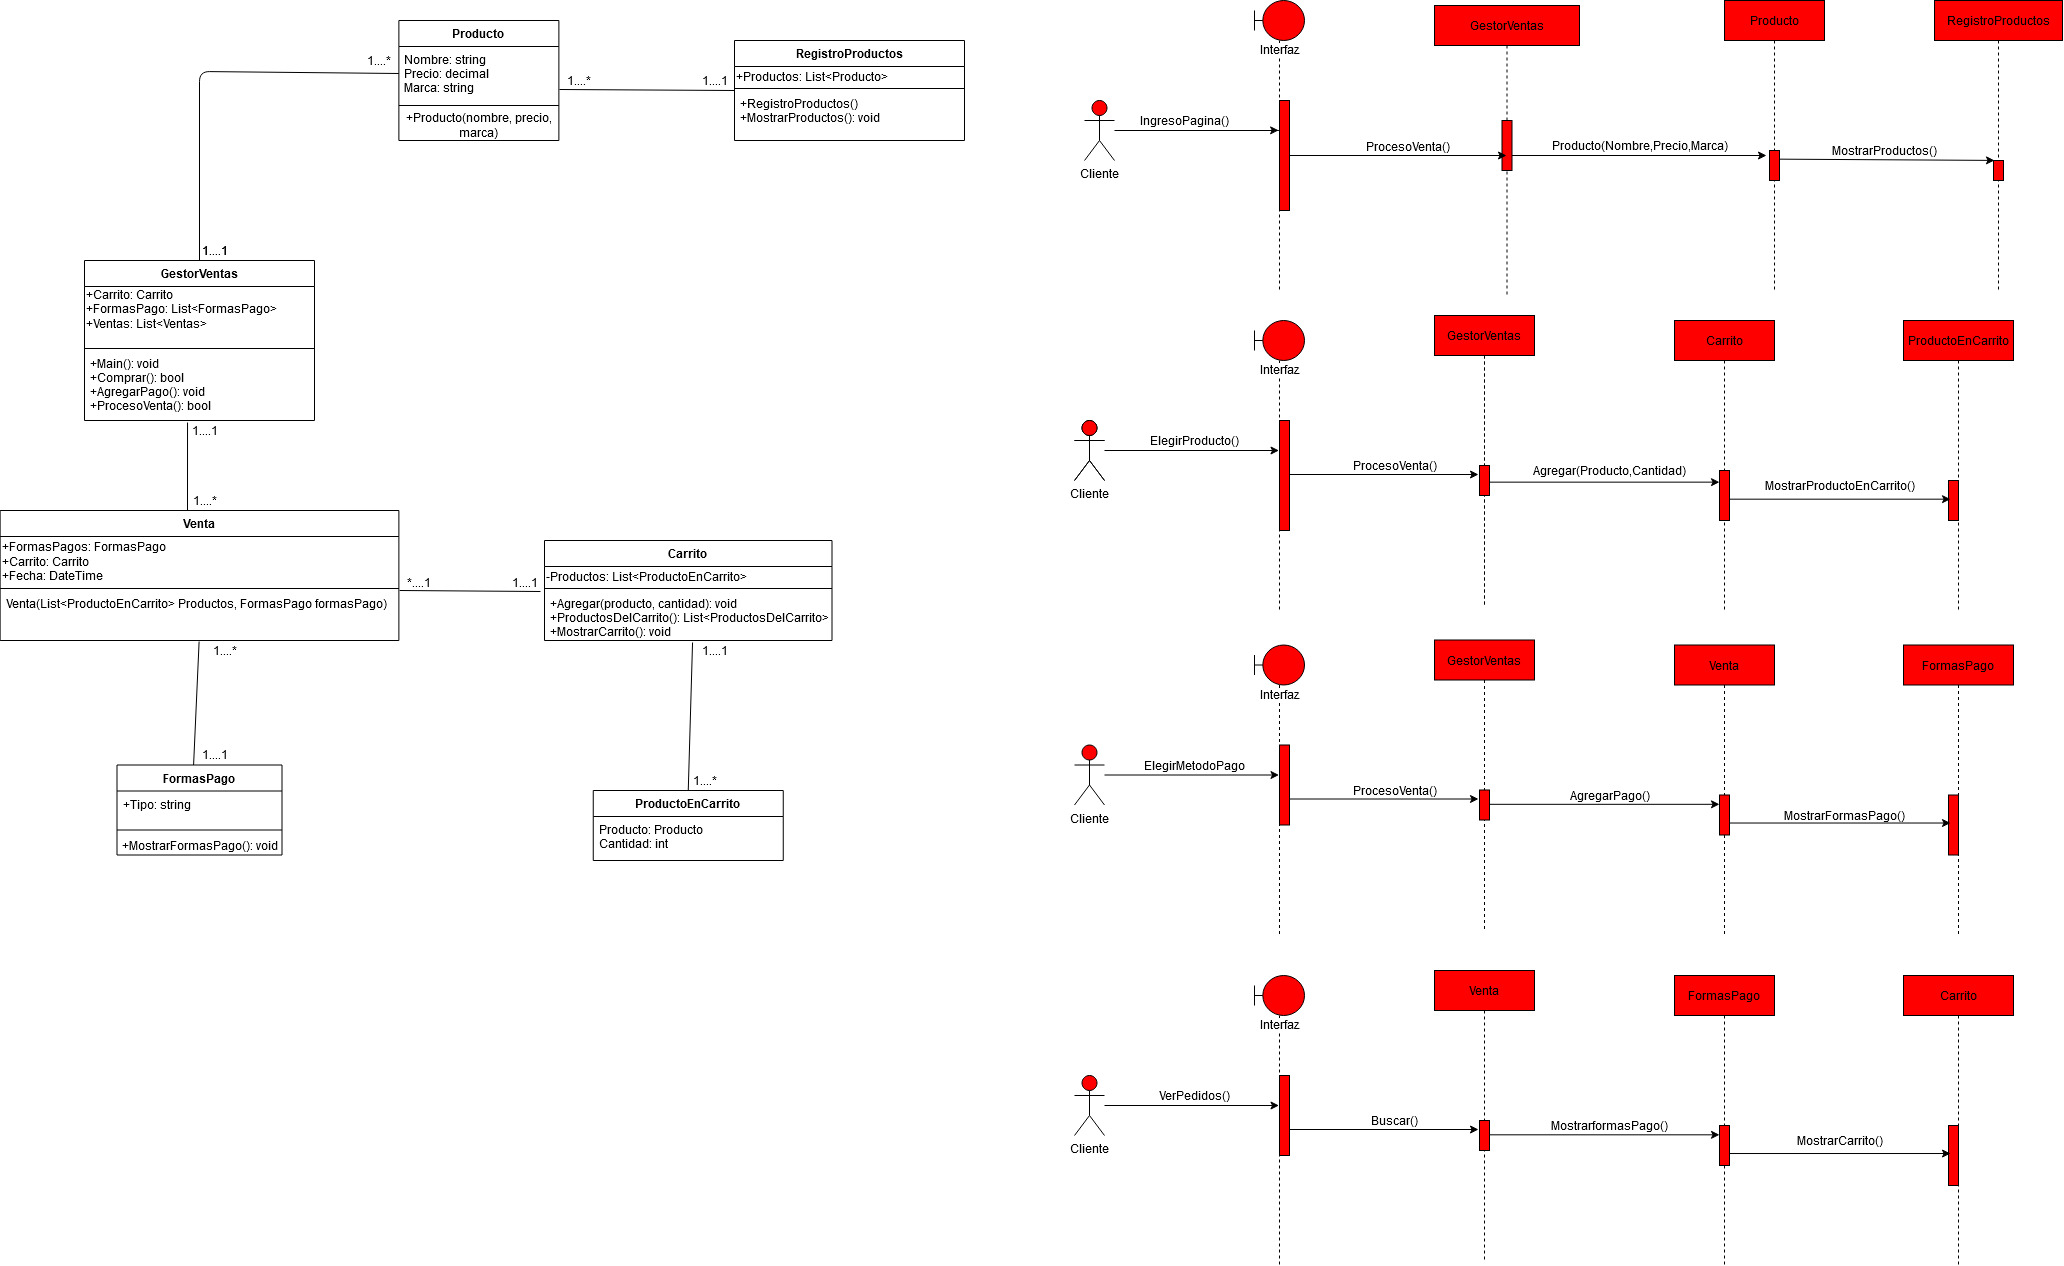 Producto
Nombre: string
Precio: decimal
Marca: string
+Producto(nombre, precio,
marca)
1....*
1....*
1....1
RegistroProductos
+Productos: List<Producto>
+RegistroProductos()
+MostrarProductos(): void
1....1
GestorVentas
+Carrito: Carrito
+FormasPago: List<FormasPago>
+Ventas: List<Ventas>
+Main(): void
+Comprar(): bool
+AgregarPago(): void
+ProcesoVenta(): bool
1....1
1....*
Venta
+FormasPagos: FormasPago
+Carrito: Carrito
+Fecha: DateTime
Venta(List<ProductoEnCarrito> Productos, FormasPago formasPago)
*....1
1....1
Carrito
-Productos: List<ProductoEnCarrito>
+Agregar(producto, cantidad): void
+ProductosDelCarrito(): List<ProductosDelCarrito>
+MostrarCarrito(): void
1....*
1....1
1....1
1....*
FormasPago
+Tipo: string
+MostrarFormasPago(): void
ProductoEnCarrito
Producto: Producto
Cantidad: int
Interfaz
GestorVentas
Producto
RegistroProductos
Cliente
IngresoPagina()
ProcesoVenta()
Producto(Nombre,Precio,Marca)
MostrarProductos()
Interfaz
GestorVentas
Carrito
ProductoEnCarrito
Cliente
ElegirProducto()
ProcesoVenta()
Agregar(Producto,Cantidad)
MostrarProductoEnCarrito()
Interfaz
GestorVentas
Venta
FormasPago
Cliente
ElegirMetodoPago
ProcesoVenta()
AgregarPago()
MostrarFormasPago()
Interfaz
Venta
FormasPago
Carrito
Cliente
VerPedidos()
Buscar()
MostrarformasPago()
MostrarCarrito()